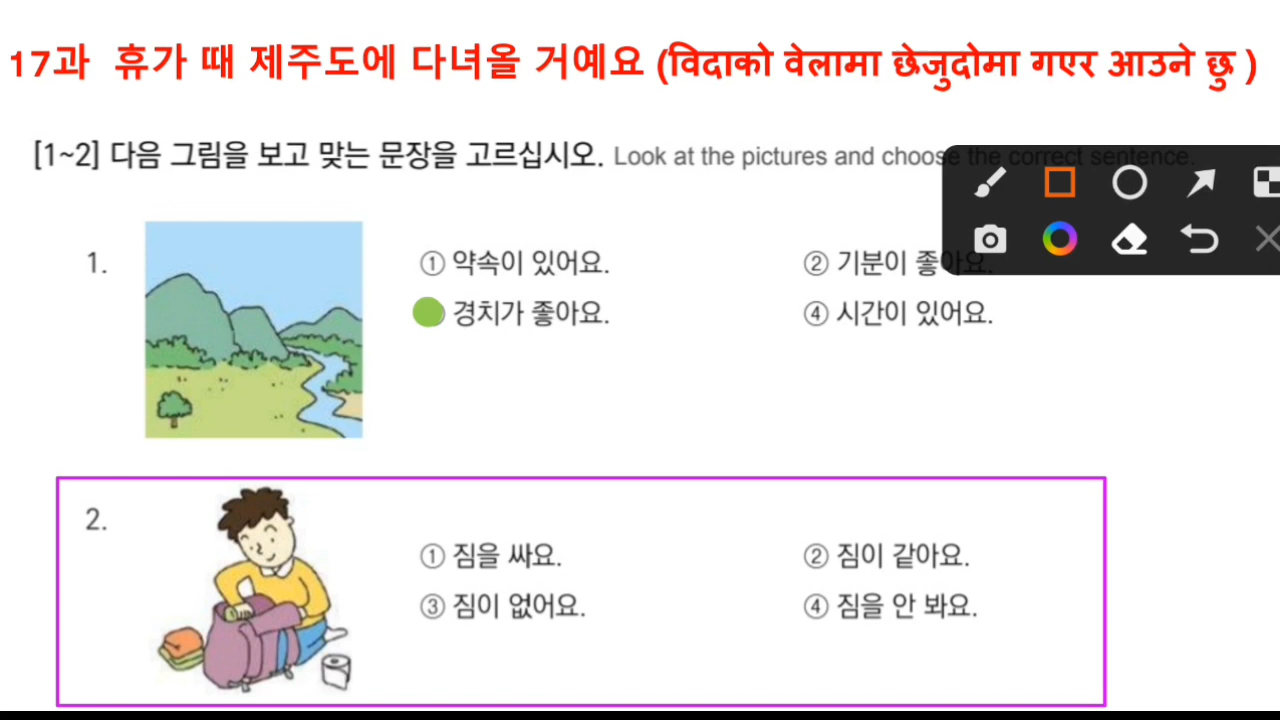 17과 휴가 때 제주도에 다녀올 거예요 (विदाको वेलामा छेजुदोमा गएर आउने छु )
[1~2] 다음 그림을 보고 맞는 문장을 고르십시오. Look at the pictures and choose the correct sentence.
1.
① 약속이 있어요. ② 기분이 좋아요.
경치가 좋아요. ④ 시간이 있어요.
2.
① 짐을 싸요. ② 짐이 같아요.
③ 짐이 없어요. ④ 짐을 안 봐요.